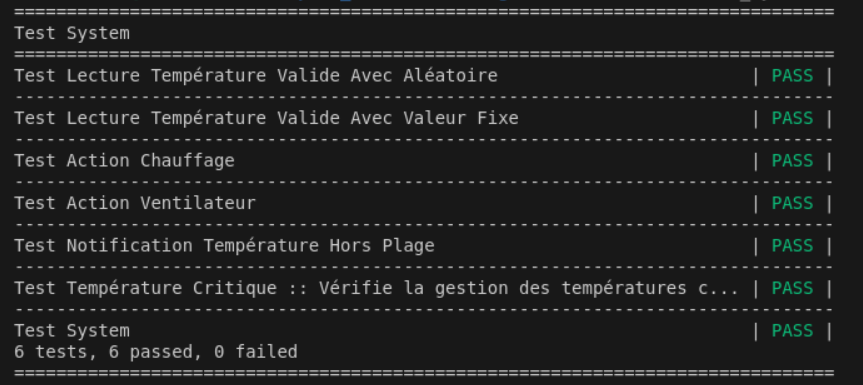 ==============================================================================
Test System
==============================================================================
Test Lecture Température Valide Avec Aléatoire | PASS |
------------------------------------------------------------------------------
Test Lecture Température Valide Avec Valeur Fixe | PASS |
------------------------------------------------------------------------------
Test Action Chauffage | PASS |
------------------------------------------------------------------------------
Test Action Ventilateur | PASS |
------------------------------------------------------------------------------
Test Notification Température Hors Plage | PASS |
------------------------------------------------------------------------------
Test Température Critique :: Vérifie la gestion des températures c... | PASS |
------------------------------------------------------------------------------
Test System | PASS |
6 tests, 6 passed, 0 failed
==============================================================================